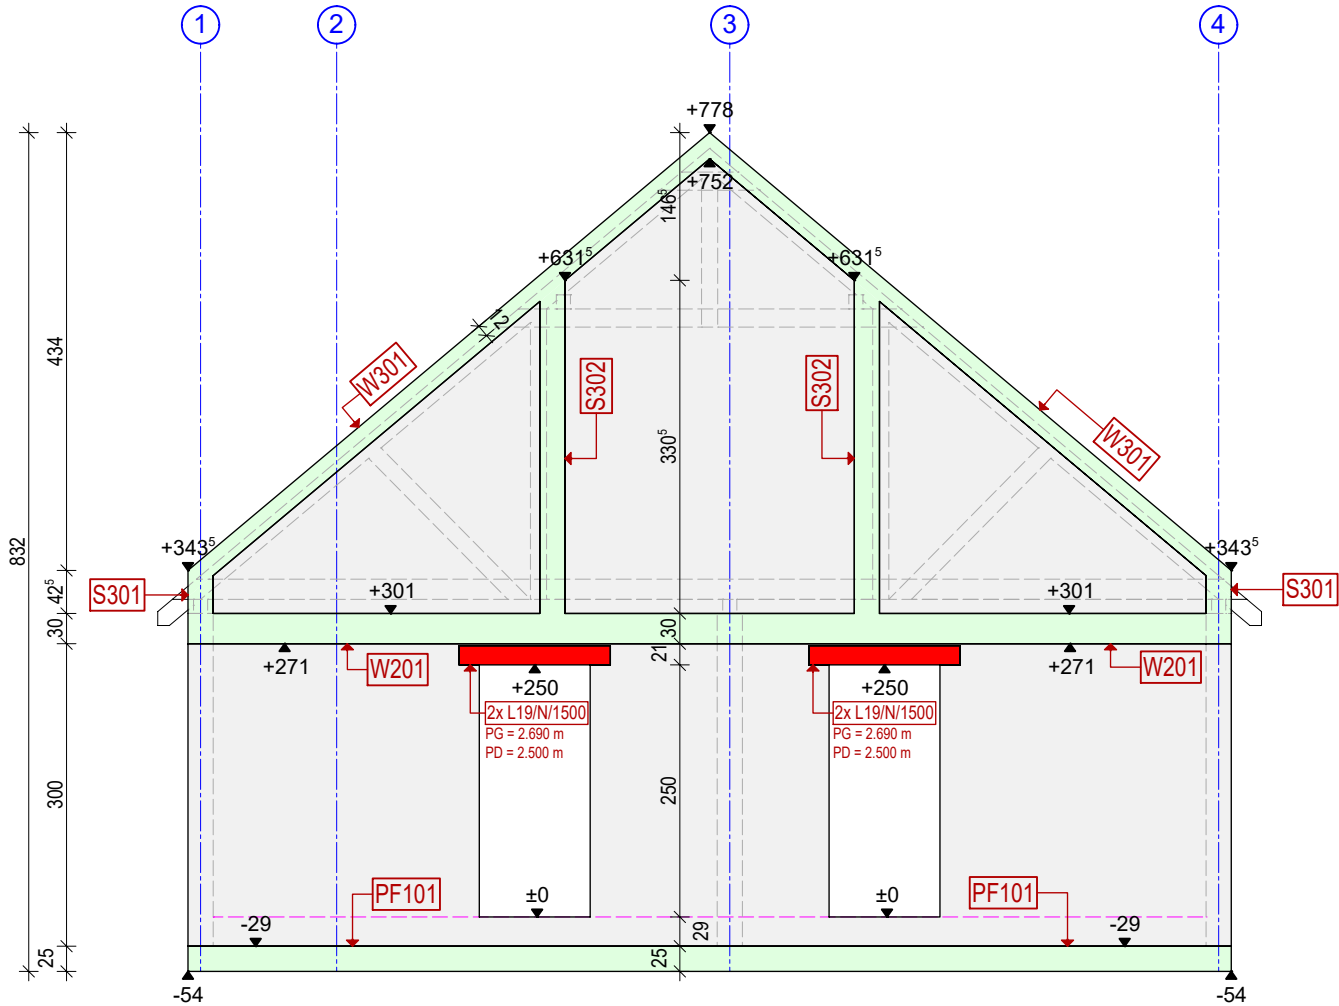 1
2
3
4
+778
+752
146⁵
+631⁵
+631⁵
12
434
W301
S302
S302
W301
330⁵
832
+343⁵
+343⁵
S301
42⁵
+301
+301
S301
30
30
21
+271
W201
+271
W201
+250
+250
2x L19/N/1500
PG = 2.690 m
PD = 2.500 m
2x L19/N/1500
PG = 2.690 m
PD = 2.500 m
300
250
PF101
±0
±0
PF101
-29
29
-29
25
25
-54
-54